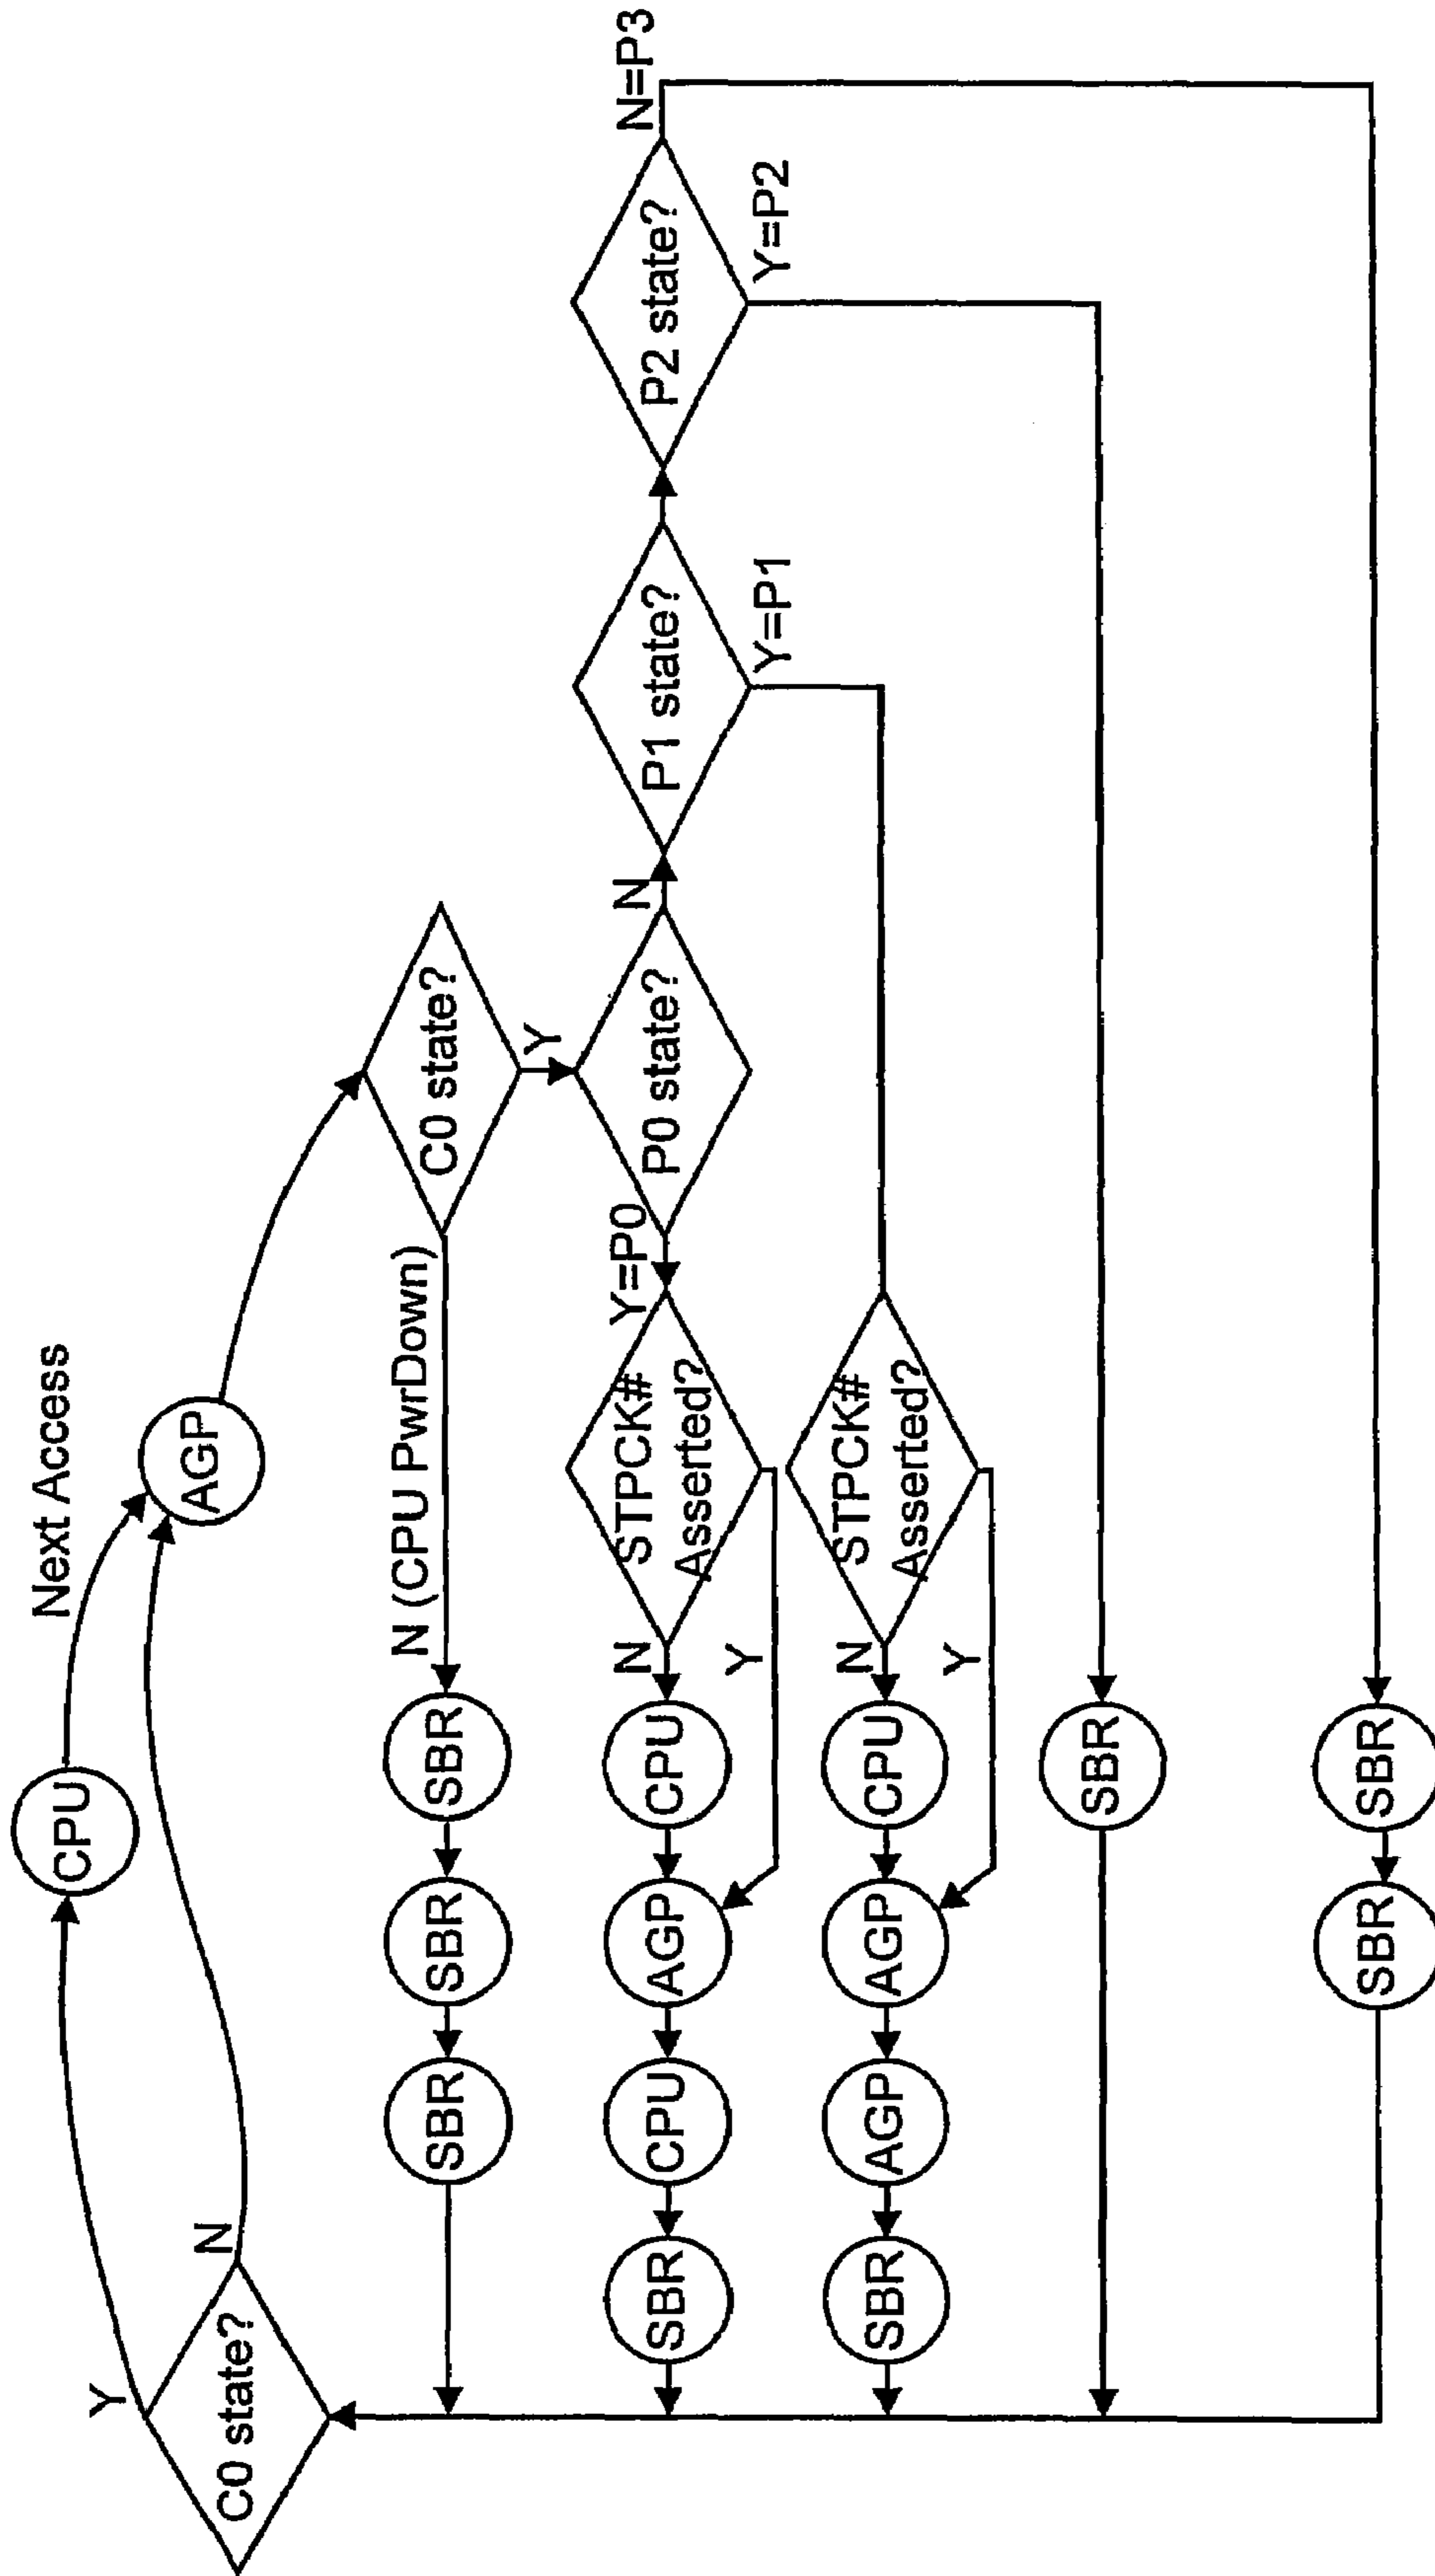 Next Access
CPU
AGP
C0 state?
Y
N
C0 state?
N (CPU PwrDown)
Y
SBR
SBR
SBR
P0 state?
Y=P0
N
P1 state?
Y=P1
P2 state?
Y=P2
N=P3
STPCK#
Asserted?
N
Y
CPU
AGP
CPU
SBR
STPCK#
Asserted?
N
Y
CPU
AGP
AGP
SBR
SBR
SBR
SBR